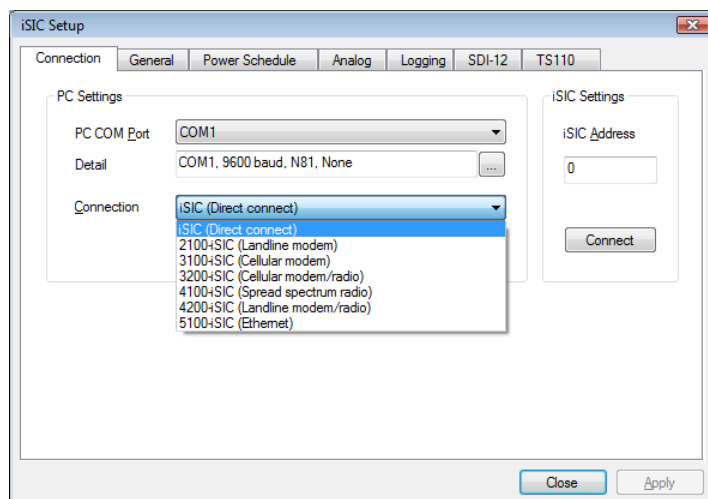 iSIC Setup
Connection General Power Schedule Analog Logging SDI-12 TS110
PC Settings
iSIC Settings
PC COM Port COM1
iSIC Address
Detail COM1, 9600 baud, N81, None ...
0
Connection iSIC (Direct connect)
iSIC (Direct connect)
2100-iSIC (Landline modem)
3100-iSIC (Cellular modem)
3200-iSIC (Cellular modem/radio)
4100-iSIC (Spread spectrum radio)
4200-iSIC (Landline modem/radio)
5100-iSIC (Ethernet)
Connect
Close Apply